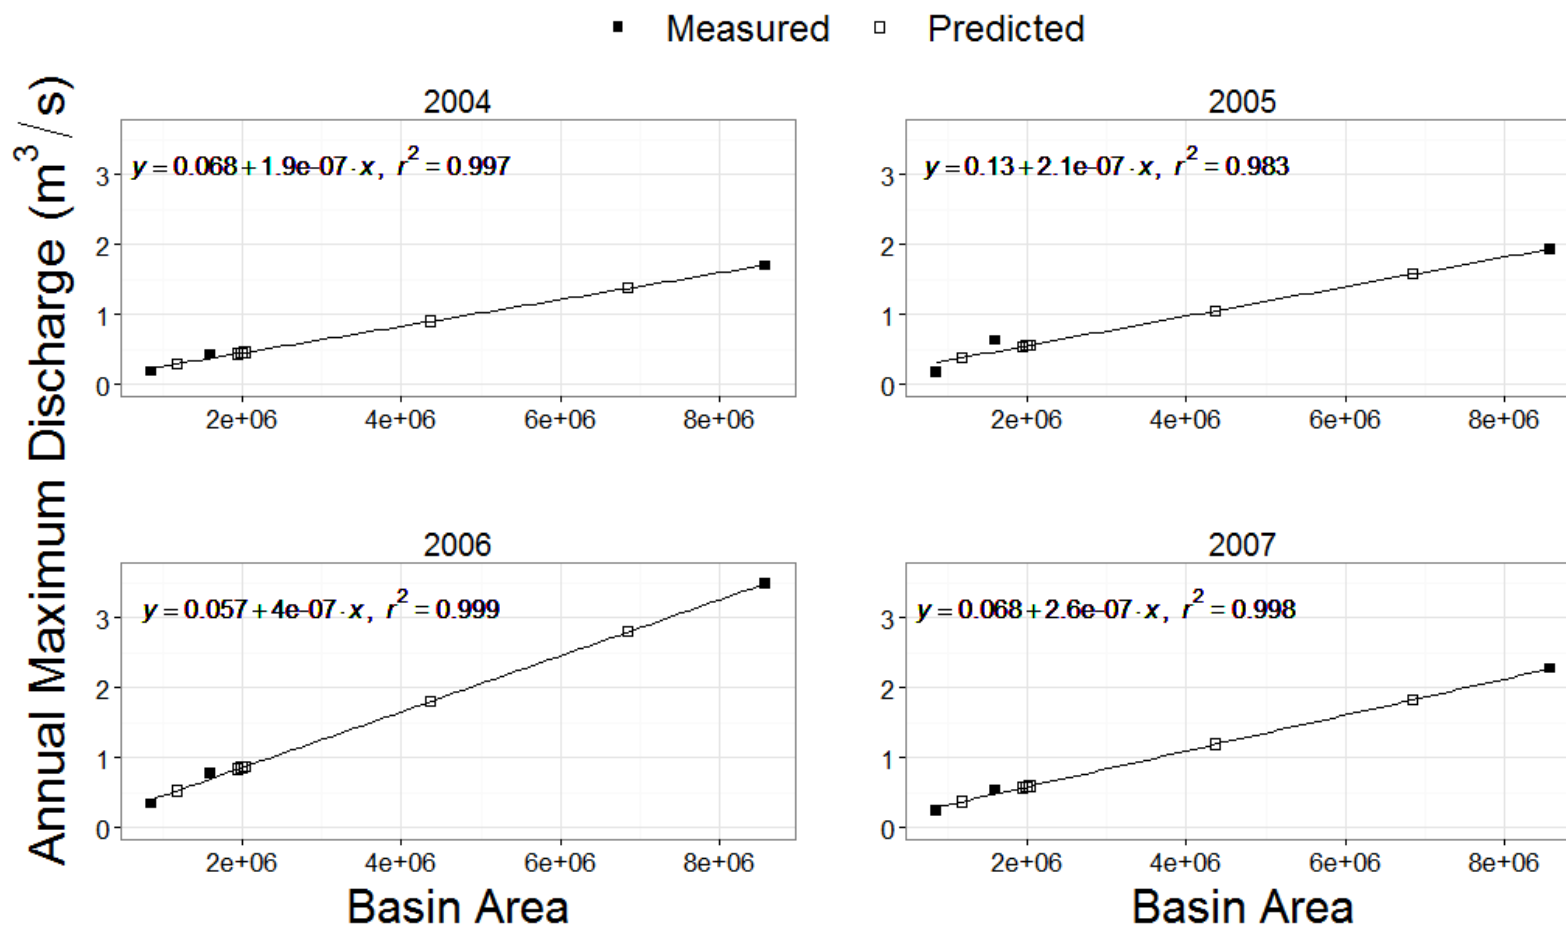 Measured Predicted
Annual Maximum Discharge (m³/s)
2004
y = 0.068 + 1.9e-07 · x, r² = 0.997
3
2
1
0
2e+06 4e+06 6e+06 8e+06
2005
y = 0.13 + 2.1e-07 · x, r² = 0.983
3
2
1
0
2e+06 4e+06 6e+06 8e+06
2006
y = 0.057 + 4e-07 · x, r² = 0.999
3
2
1
0
2e+06 4e+06 6e+06 8e+06
Basin Area
2007
y = 0.068 + 2.6e-07 · x, r² = 0.998
3
2
1
0
2e+06 4e+06 6e+06 8e+06
Basin Area